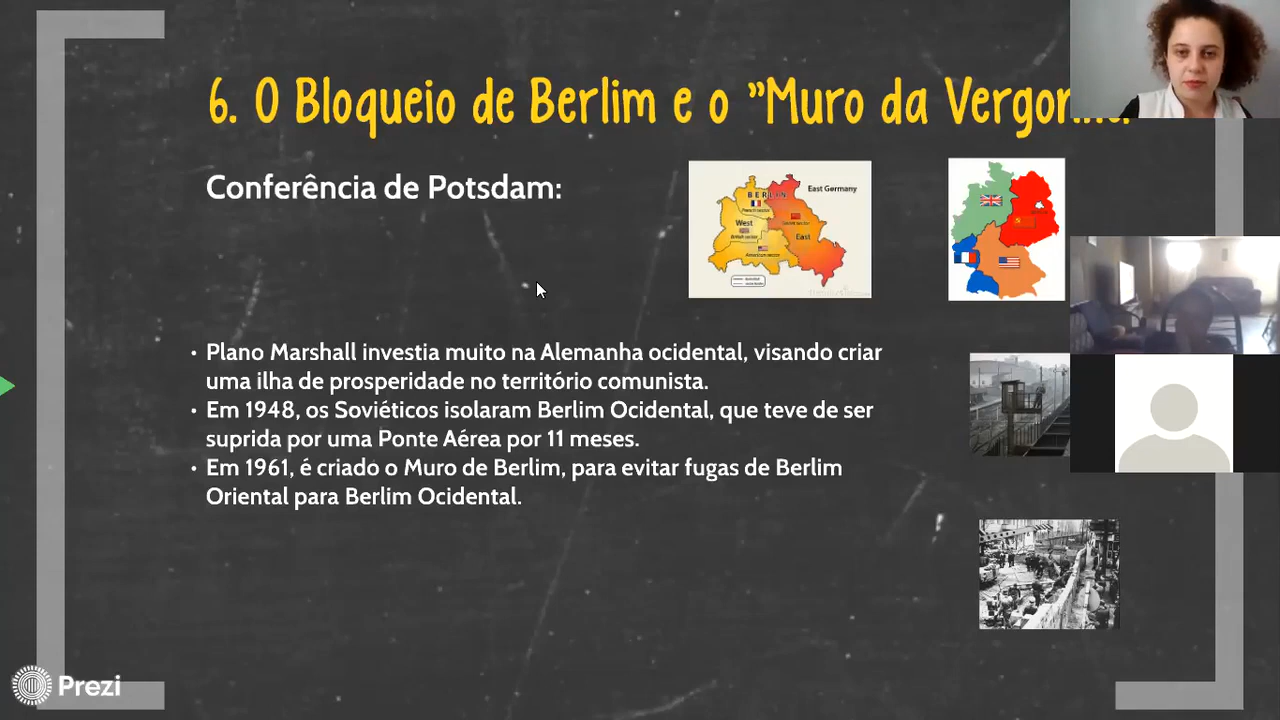 6. O Bloqueio de Berlim e o "Muro da
Conferência de Potsdam:
BERLIN
East Germany
West
East
• Plano Marshall investia muito na Alemanha ocidental, visando criar
uma ilha de prosperidade no território comunista.
• Em 1948, os Soviéticos isolaram Berlim Ocidental, que teve de ser
suprida por uma Ponte Aérea por 11 meses.
• Em 1961, é criado o Muro de Berlim, para evitar fugas de Berlim
Oriental para Berlim Ocidental.
Prezi